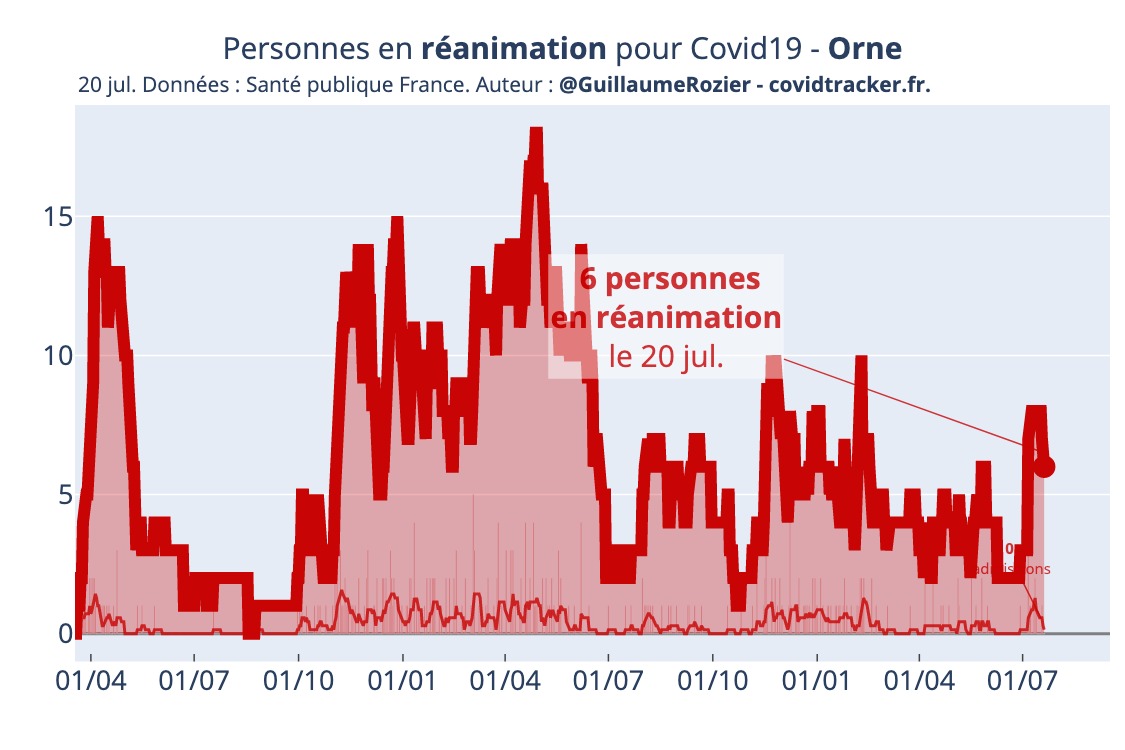 Personnes en réanimation pour Covid19 - Orne
20 jul. Données : Santé publique France. Auteur : @GuillaumeRozier - covidtracker.fr.
15
10
5
0
6 personnes
en réanimation
le 20 jul.
0
01/04 01/07 01/10 01/01 01/04 01/07 01/10 01/01 01/04 01/07